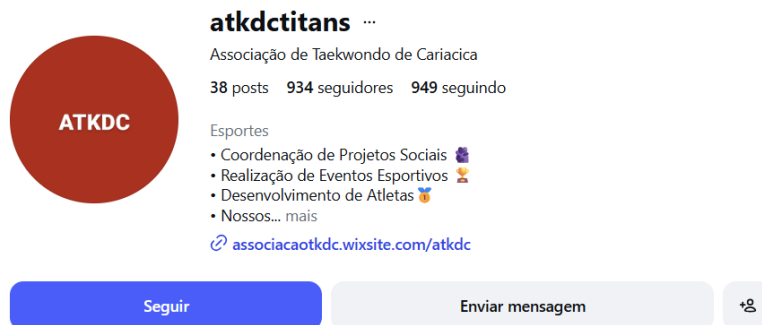 atkdctitans ...
Associação de Taekwondo de Cariacica
38 posts 934 seguidores 949 seguindo
ATKDC
Esportes
• Coordenação de Projetos Sociais
• Realização de Eventos Esportivos 🏆
• Desenvolvimento de Atletas🏅
• Nossos... mais
associacaotkdc.wixsite.com/atkdc
Seguir
Enviar mensagem